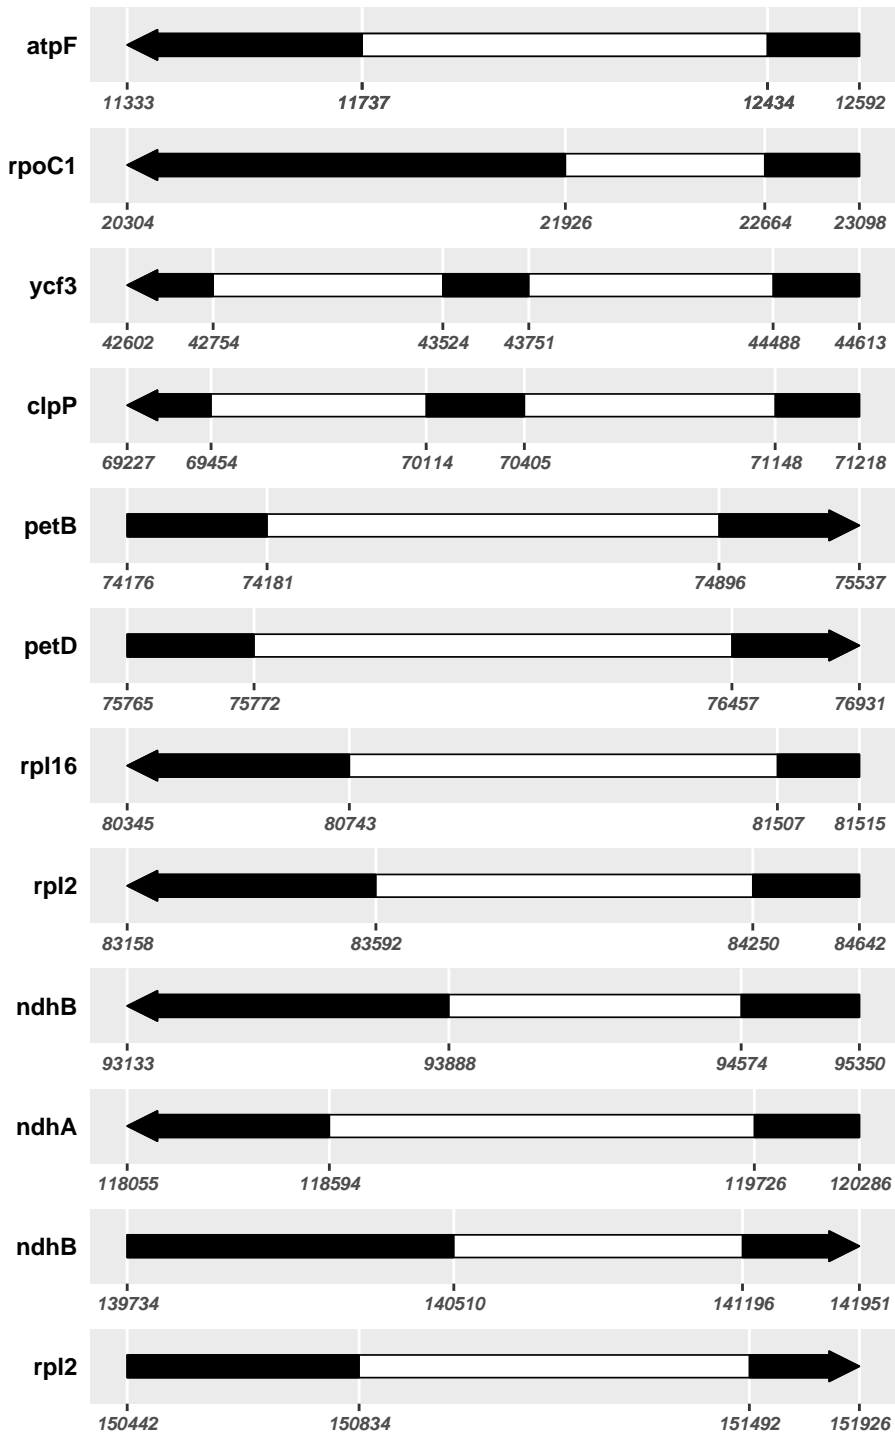 atpF
11333 11737 12434 12592
rpoC1
20304 21926 22664 23098
ycf3
42602 42754 43524 43751 44488 44613
clpP
69227 69454 70114 70405 71148 71218
petB
74176 74181 74896 75537
petD
75765 75772 76457 76931
rpl16
80345 80743 81507 81515
rpl2
83158 83592 84250 84642
ndhB
93133 93888 94574 95350
ndhA
118055 118594 119726 120286
ndhB
139734 140510 141196 141951
rpl2
150442 150834 151492 151926